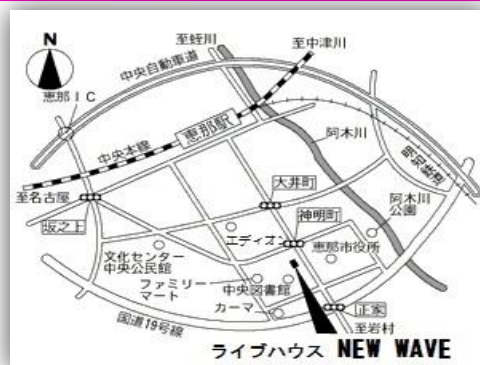 N
至蛭川
至中津川
中央自動車道
恵那IC
恵那駅
中央本線
阿木川
明知鉄道
至名古屋
大井町
阿木川
公園
坂之上
エディオン
神明町
恵那市役所
文化センター
中央公民館
ファミリー
マート
中央図書館
カーマ
正家
国道19号線
至岩村
ライブハウス NEW WAVE